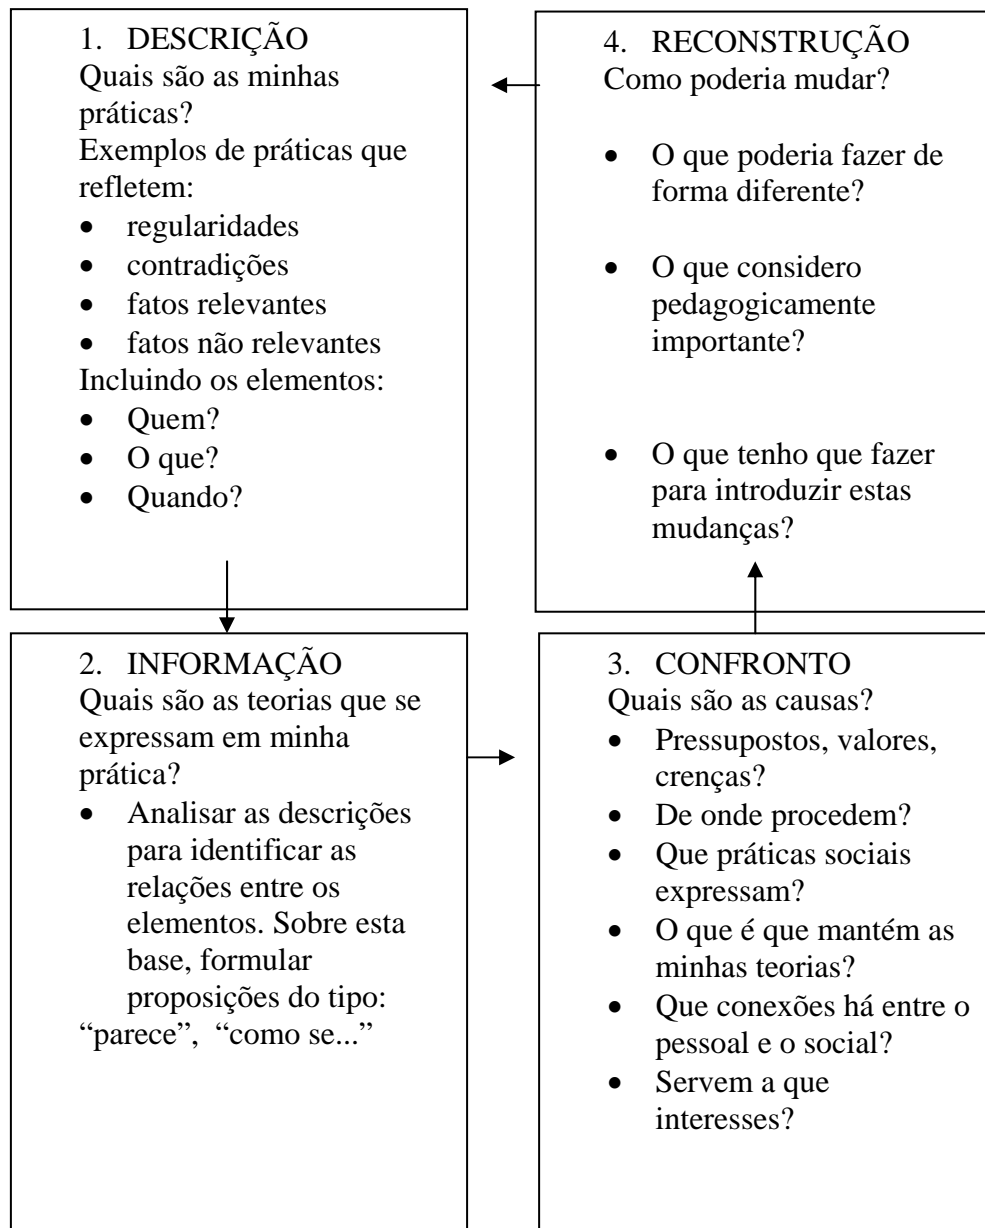 1. DESCRIÇÃO
Quais são as minhas
práticas?
Exemplos de práticas que
refletem:
• regularidades
• contradições
• fatos relevantes
• fatos não relevantes
Incluindo os elementos:
• Quem?
• O que?
• Quando?
2. INFORMAÇÃO
Quais são as teorias que se
expressam em minha
prática?
• Analisar as descrições
para identificar as
relações entre os
elementos. Sobre esta
base, formular
proposições do tipo:
“parece”, “como se...”
3. CONFRONTO
Quais são as causas?
• Pressupostos, valores,
crenças?
• De onde procedem?
• Que práticas sociais
expressam?
• O que é que mantém as
minhas teorias?
• Que conexões há entre o
pessoal e o social?
• Servem a que
interesses?
4. RECONSTRUÇÃO
Como poderia mudar?
• O que poderia fazer de
forma diferente?
• O que considero
pedagogicamente
importante?
• O que tenho que fazer
para introduzir estas
mudanças?